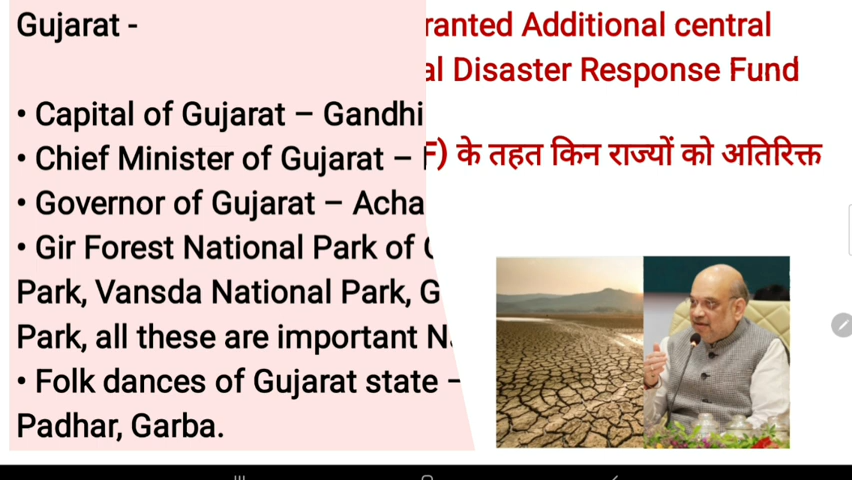 Gujarat -
• Capital of Gujarat – Gandhi
• Chief Minister of Gujarat –
• Governor of Gujarat – Acha
• Gir Forest National Park of
Park, Vansda National Park, G
Park, all these are important N
• Folk dances of Gujarat state –
Padhar, Garba.
ranted Additional central
al Disaster Response Fund
F) के तहत किन राज्यों को अतिरिक्त